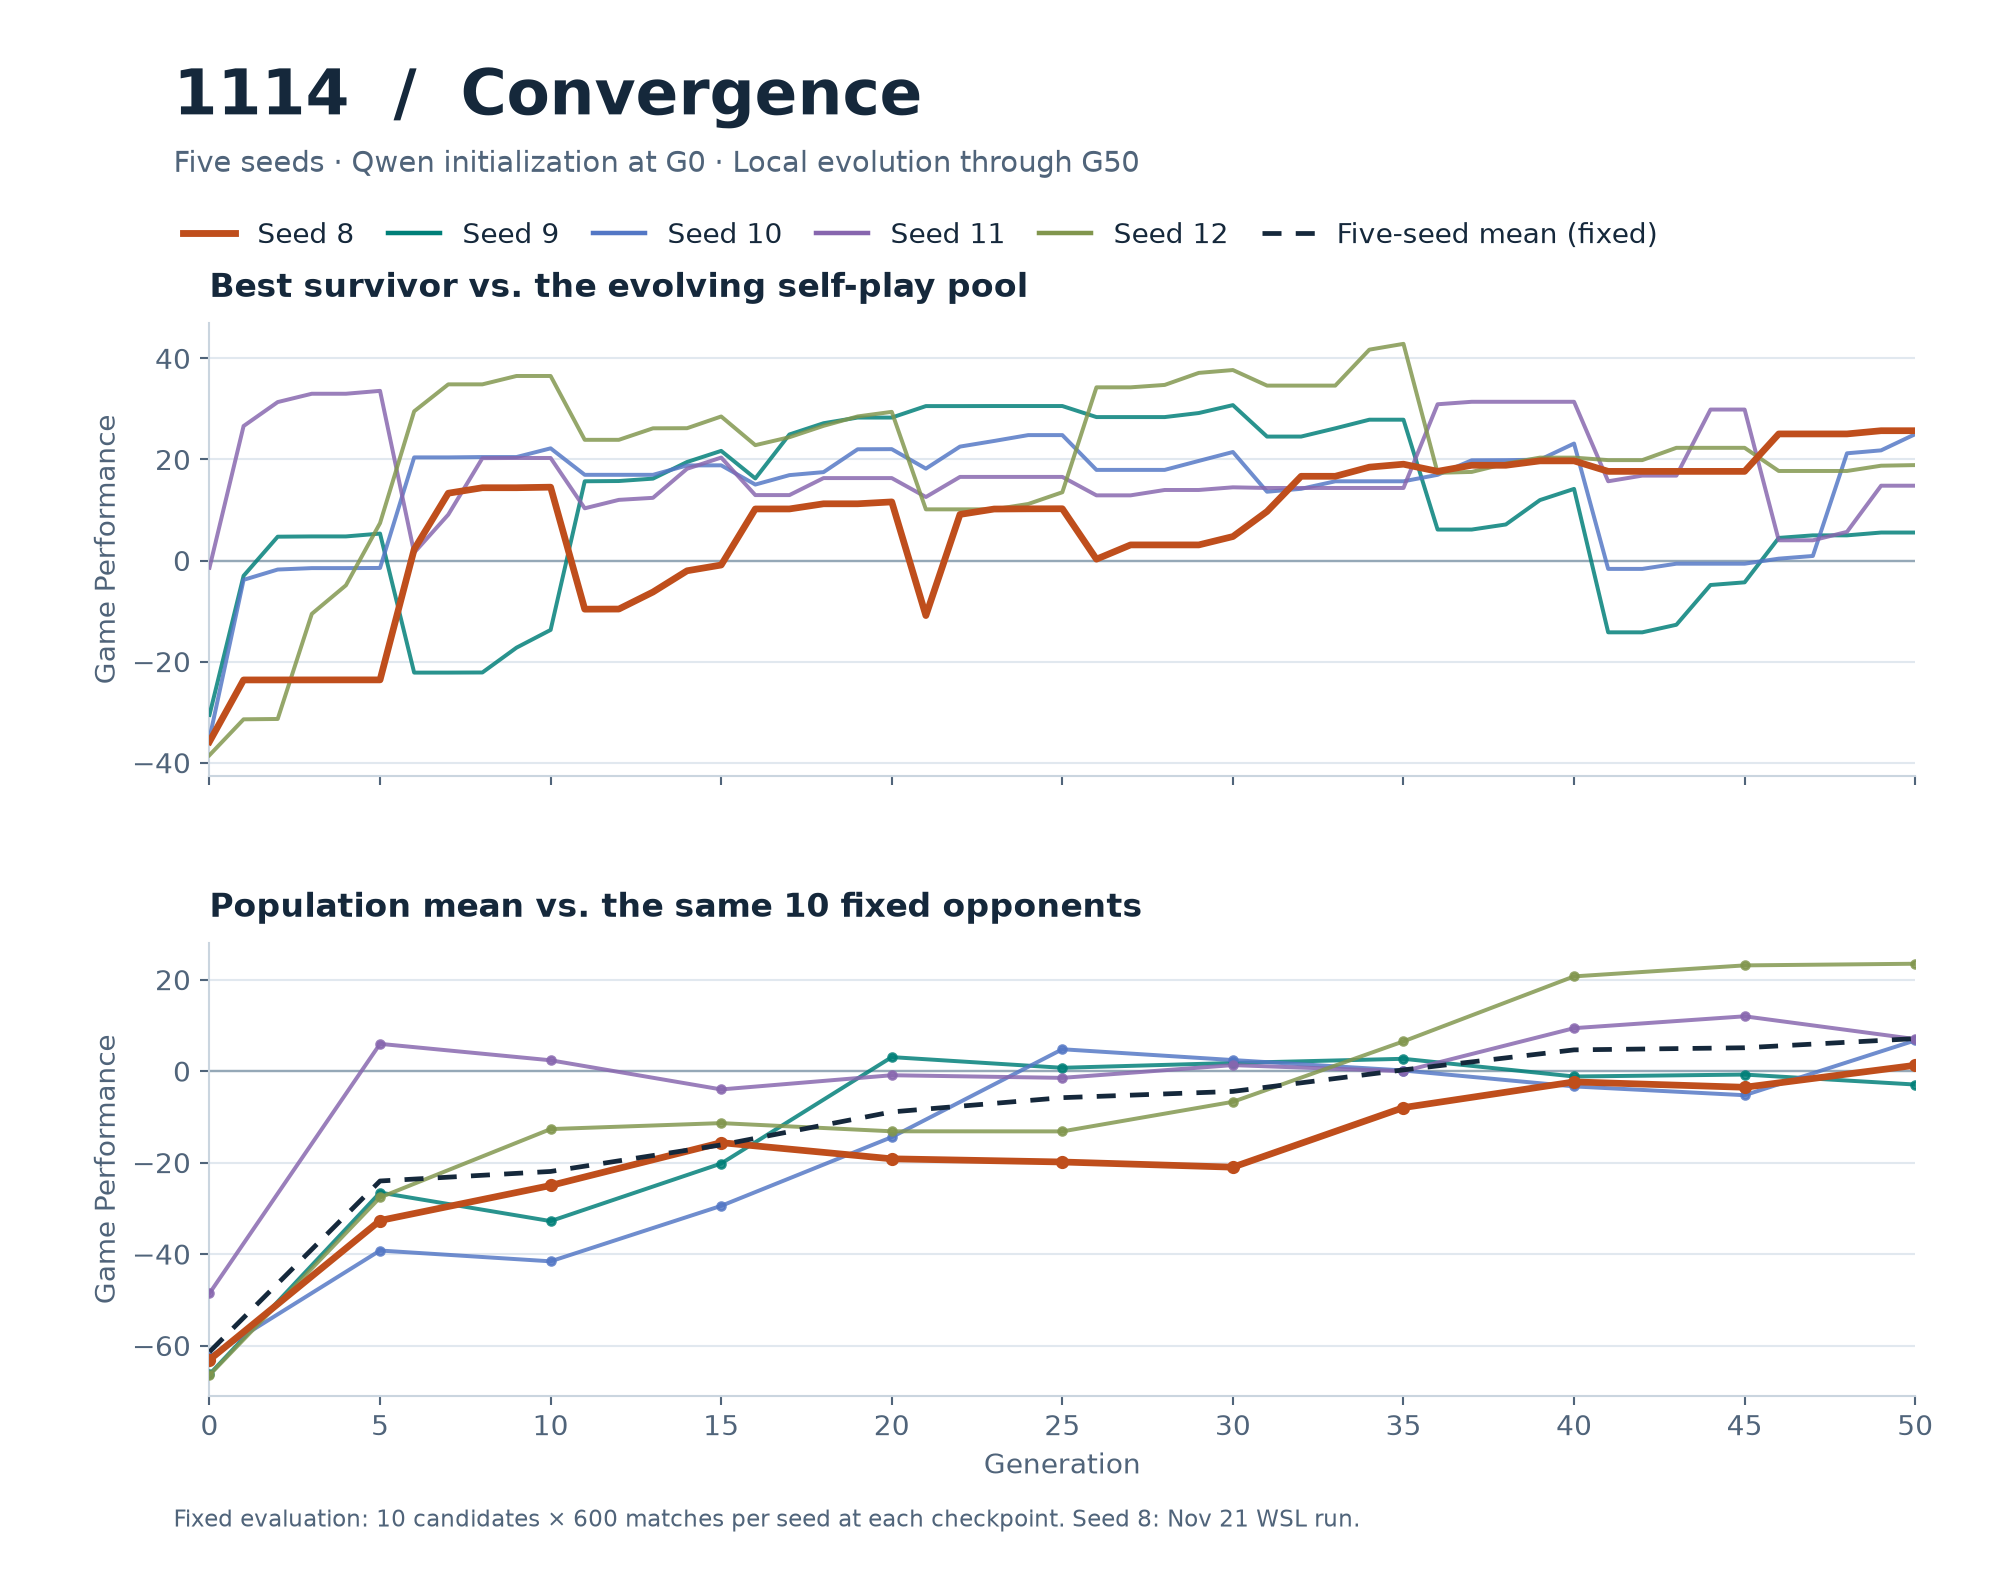 1114 / Convergence
Five seeds · Qwen initialization at G0 · Local evolution through G50
Seed 8 Seed 9 Seed 10 Seed 11 Seed 12 Five-seed mean (fixed)
Best survivor vs. the evolving self-play pool
Game Performance
40
20
0
−20
−40
Population mean vs. the same 10 fixed opponents
Game Performance
20
0
−20
−40
−60
0 5 10 15 20 25 30 35 40 45 50
Generation
Fixed evaluation: 10 candidates × 600 matches per seed at each checkpoint. Seed 8: Nov 21 WSL run.